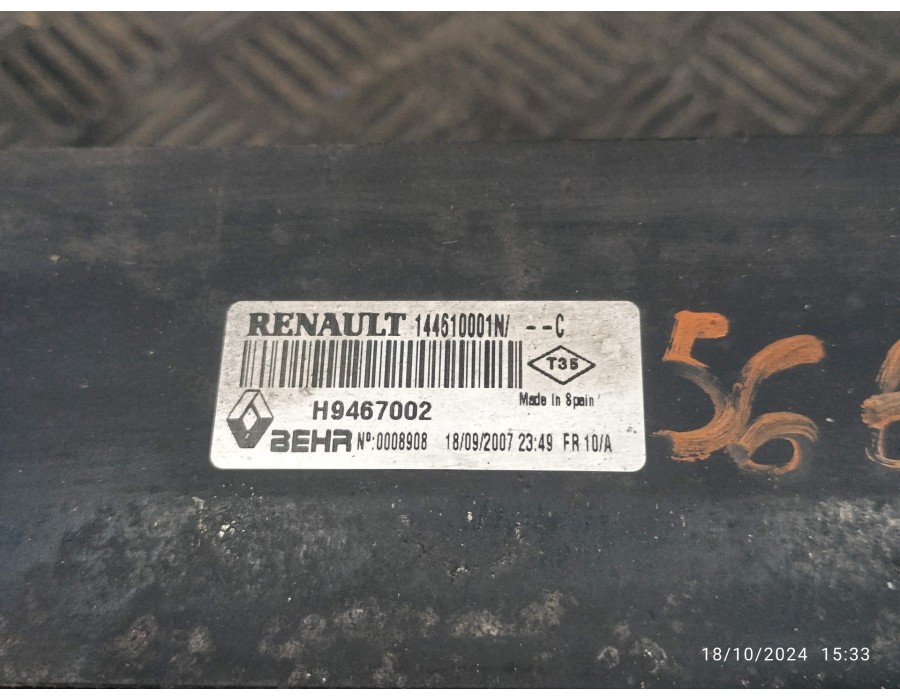 RENAULT 144610001N/ --C
T35
Made In Spain
H9467002
BEHR Nº:0008908 18/09/2007 23:49 FR 10/A
56
18/10/2024 15:33